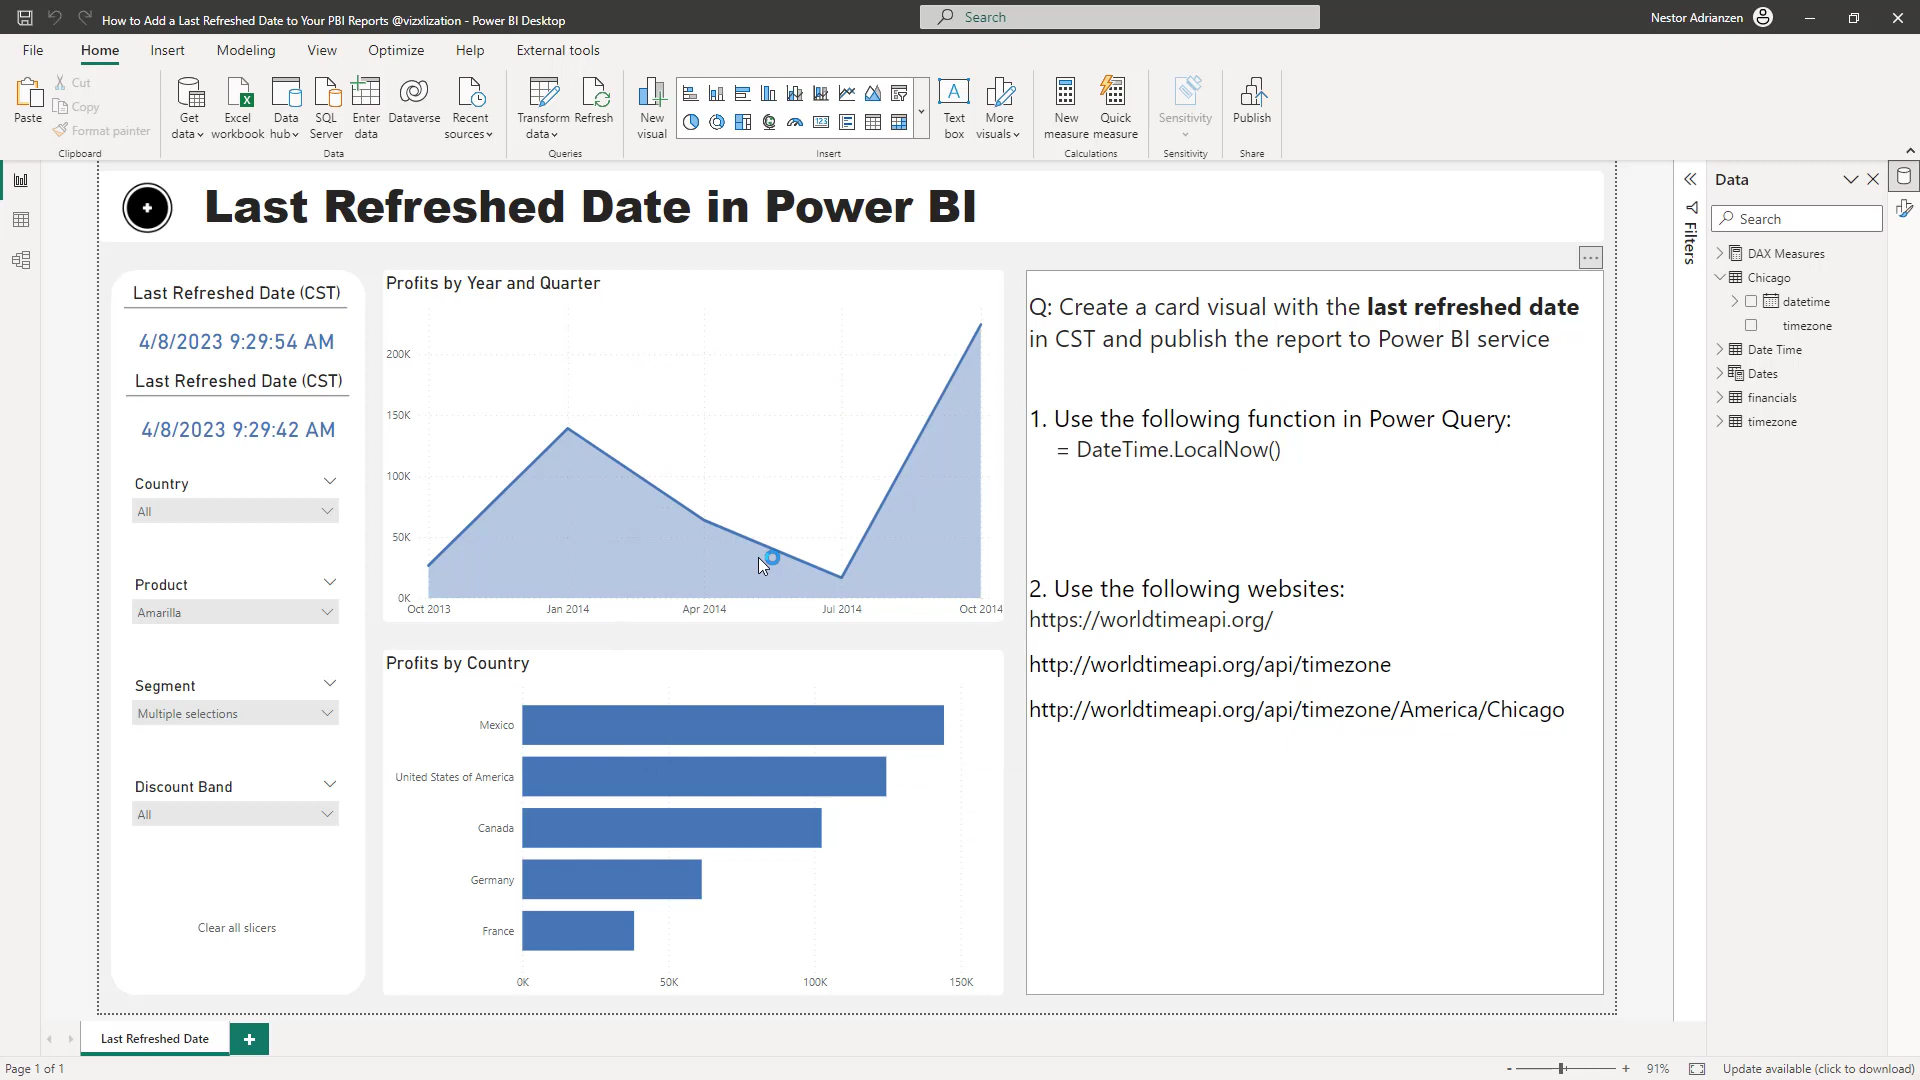 How to Add a Last Refreshed Date to Your PBI Reports @vizxlization - Power BI Desktop
Search
Nestor Adrianzen
File
Home
Insert
Modeling
View
Optimize
Help
External tools
Paste
Cut
Copy
Format painter
Clipboard
Get data
Excel workbook
Data hub
SQL Server
Enter data
Dataverse
Recent sources
Data
Transform data
Refresh
Queries
New visual
Text box
More visuals
Insert
New measure
Quick measure
Calculations
Sensitivity
Sensitivity
Publish
Share
Last Refreshed Date in Power BI
Last Refreshed Date (CST)
4/8/2023 9:29:54 AM
Last Refreshed Date (CST)
4/8/2023 9:29:42 AM
Country
All
Product
Amarilla
Segment
Multiple selections
Discount Band
All
Clear all slicers
Profits by Year and Quarter
200K
150K
100K
50K
0K
Oct 2013
Jan 2014
Apr 2014
Jul 2014
Oct 2014
Profits by Country
Mexico
United States of America
Canada
Germany
France
0K
50K
100K
150K
Q: Create a card visual with the last refreshed date
in CST and publish the report to Power BI service
1. Use the following function in Power Query:
= DateTime.LocalNow()
2. Use the following websites:
https://worldtimeapi.org/
http://worldtimeapi.org/api/timezone
http://worldtimeapi.org/api/timezone/America/Chicago
Filters
Data
Search
DAX Measures
Chicago
datetime
timezone
Date Time
Dates
financials
timezone
Last Refreshed Date
Page 1 of 1
91%
Update available (click to download)